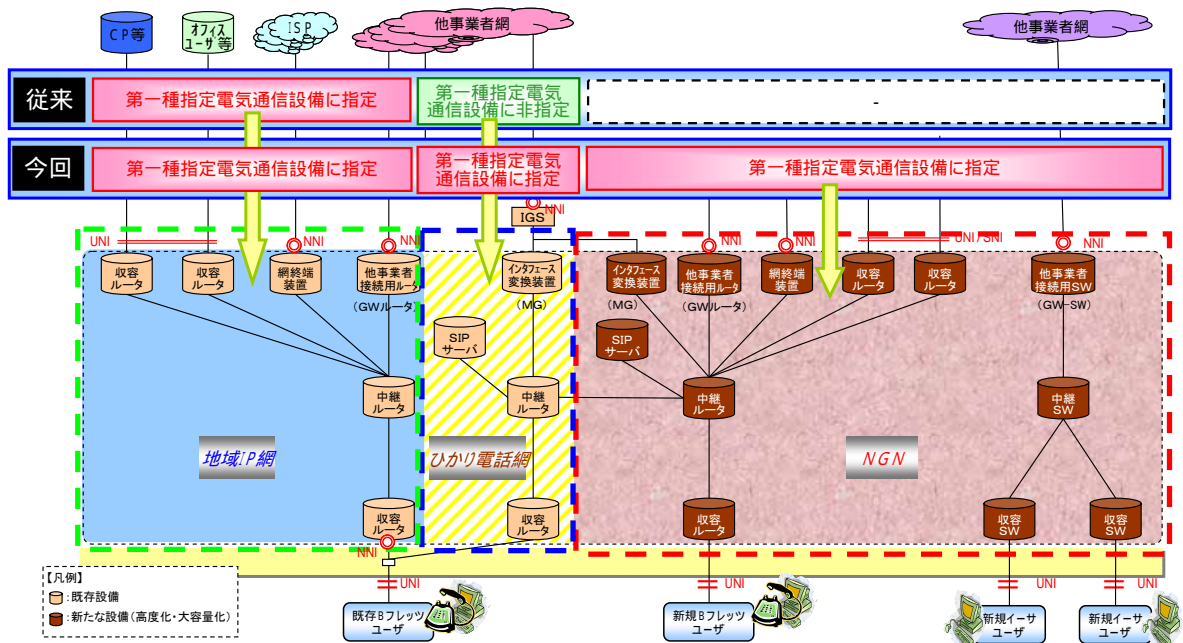 CP等
オフィス
ユーザ等
ISP
他事業者網
他事業者網
従来
第一種指定電気通信設備に指定
第一種指定電気
通信設備に非指定
-
今回
第一種指定電気通信設備に指定
第一種指定電気
通信設備に指定
第一種指定電気通信設備に指定
IGS
NNI
UNI
NNI
NNI
NNI
NNI
UNI/SNI
NNI
収容
ルータ
収容
ルータ
網終端
装置
他事業者
接続用ルータ
(GWルータ)
インタフェース
変換装置
(MG)
インタフェース
変換装置
(MG)
他事業者
接続用ルータ
(GWルータ)
網終端
装置
収容
ルータ
収容
ルータ
他事業者
接続用SW
(GW-SW)
SIP
サーバ
SIP
サーバ
中継
ルータ
中継
ルータ
中継
ルータ
中継
SW
地域IP網
ひかり電話網
NGN
収容
ルータ
収容
ルータ
収容
ルータ
収容
SW
収容
SW
NNI
【凡例】
:既存設備
:新たな設備(高度化・大容量化)
UNI
UNI
UNI
UNI
既存Bフレッツ
ユーザ
新規Bフレッツ
ユーザ
新規イーサ
ユーザ
新規イーサ
ユーザ